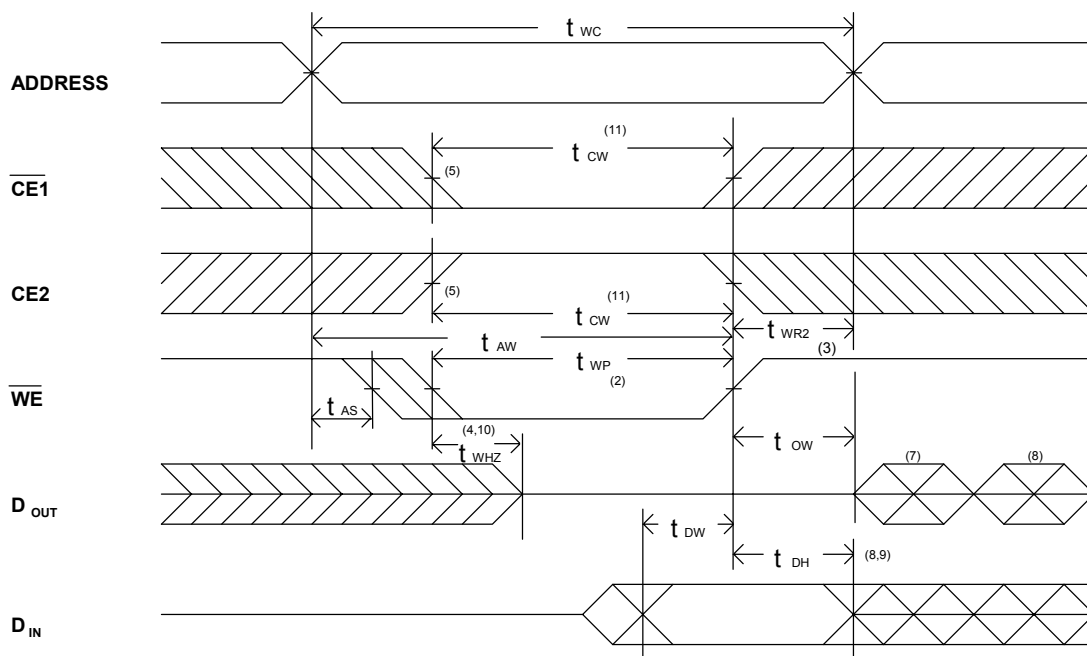 t WC
ADDRESS
(11)
t CW
CE1
(5)
CE2
(5)
(11)
t CW
t WR2
t AW
(3)
t WP
(2)
WE
t AS
(4,10)
t WHZ
t OW
(7)
(8)
D OUT
t DW
t DH
(8,9)
D IN